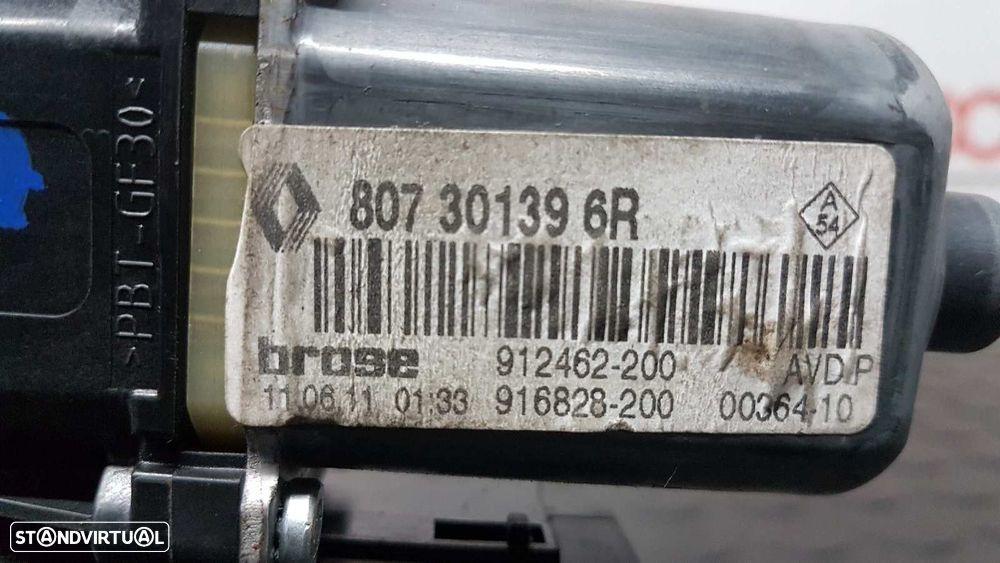 >PBT-GF30<
807 30139 6R
A
54
brose
912462-200
AVD.P
11.06.11 01:33
916828-200
00364-10
STANDVIRTUAL